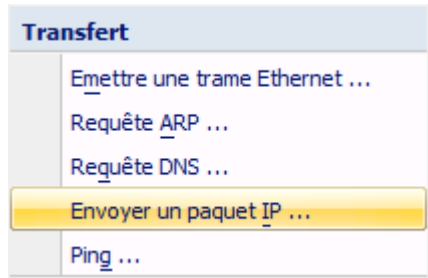 Transfert
Emettre une trame Ethernet ...
Requête ARP ...
Requête DNS ...
Envoyer un paquet IP ...
Ping ...